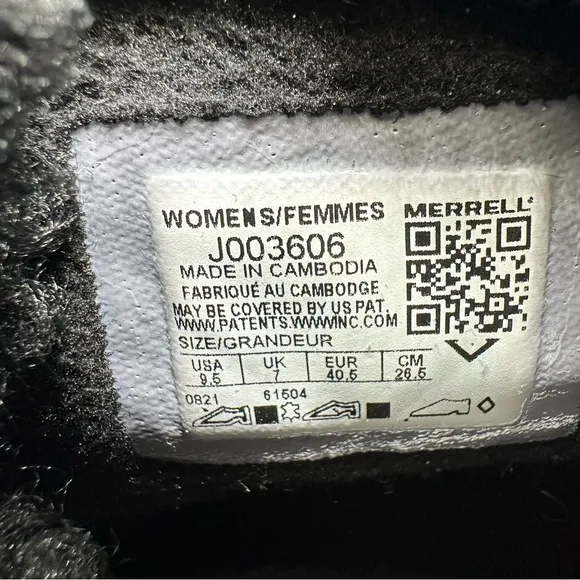 WOMENS/FEMMES
MERRELL
J003606
MADE IN CAMBODIA
FABRIQUÉ AU CAMBODGE
MAY BE COVERED BY US PAT.
WWW.PATENTS.WWWINC.COM
SIZE/GRANDEUR
USA UK EUR CM
9.5 7 40.5 26.5
0821 61504